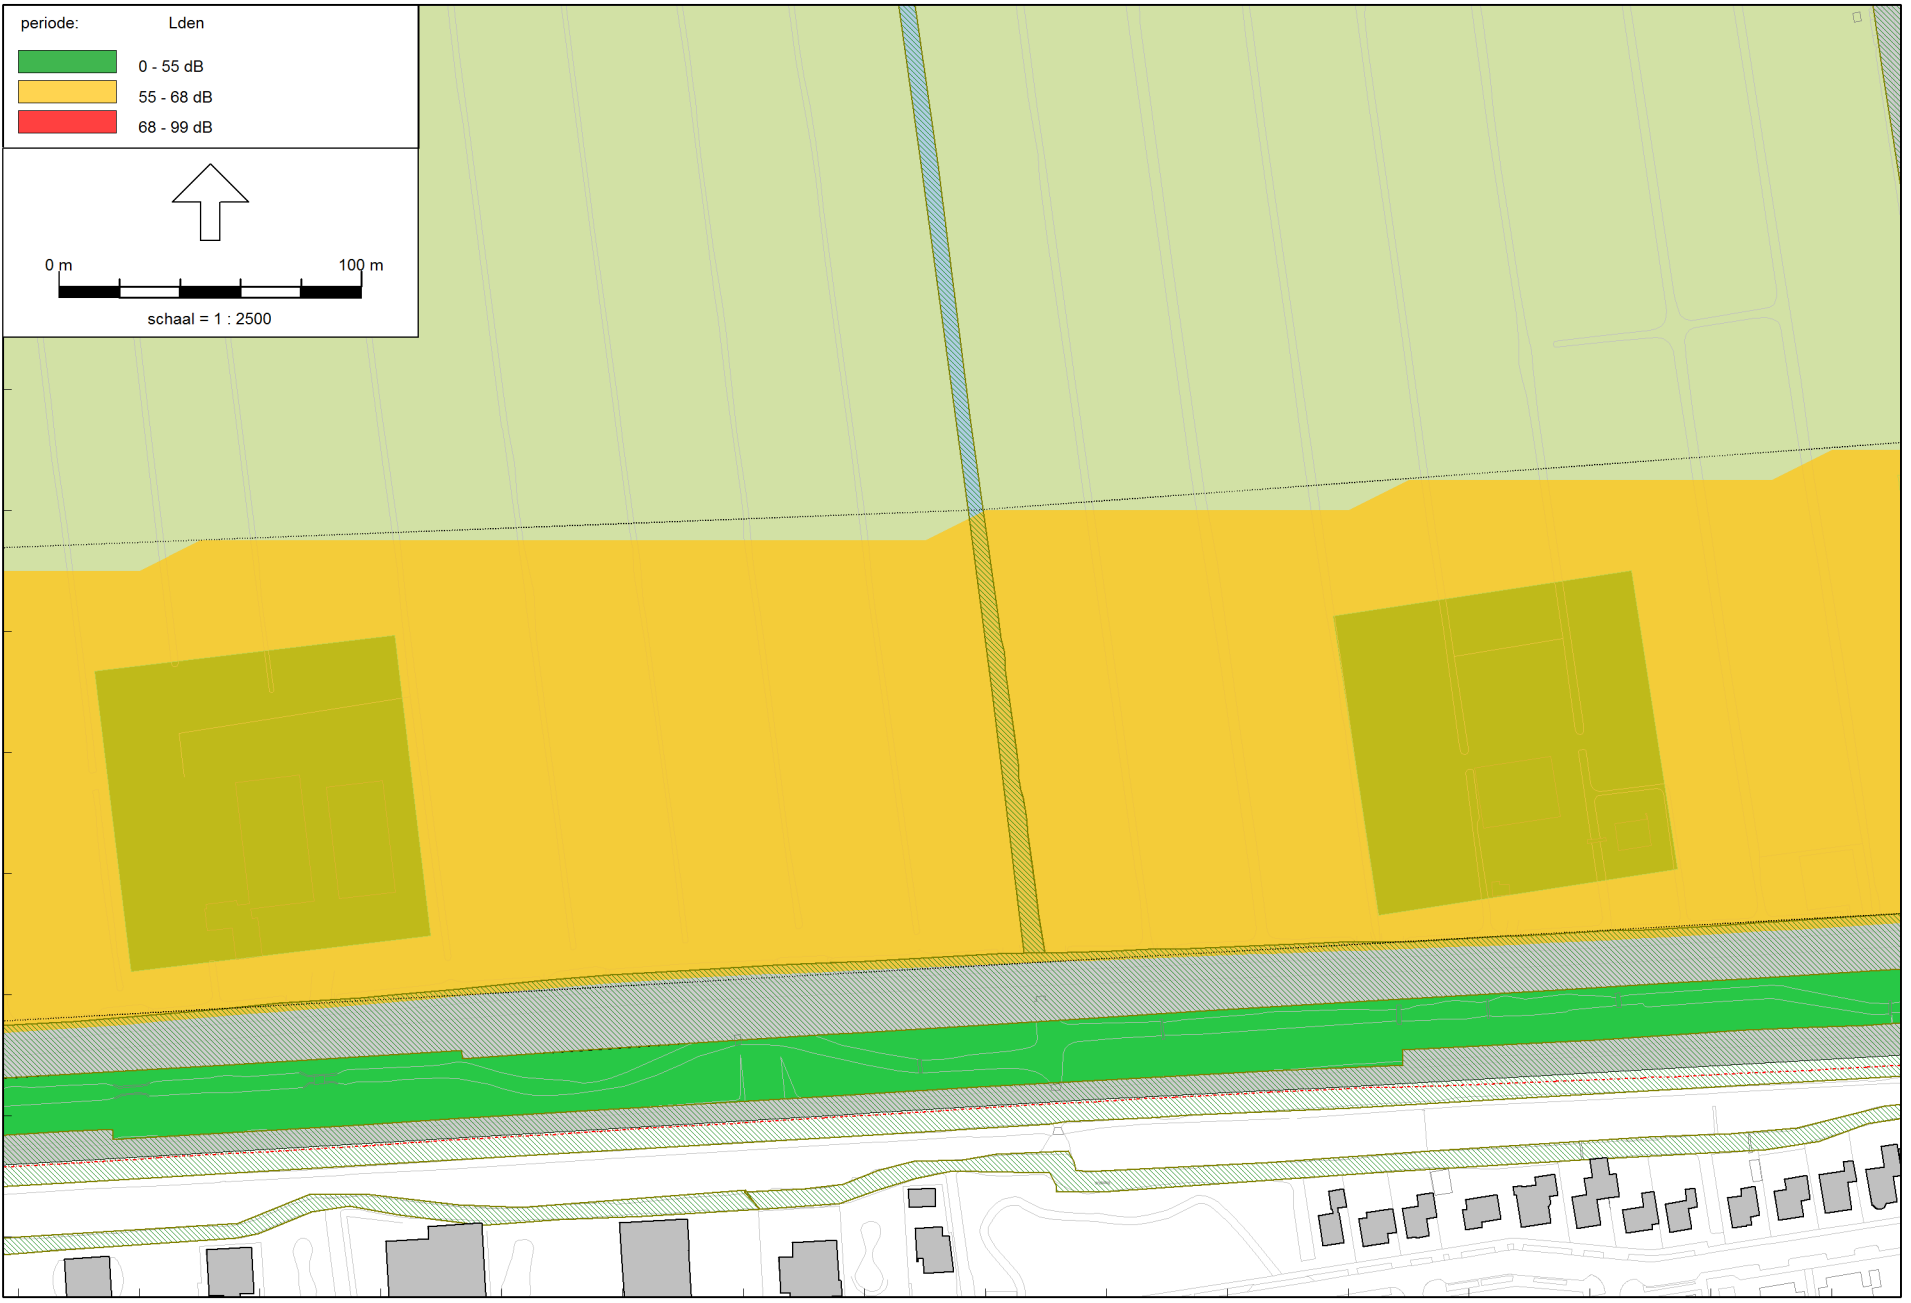 periode: Lden
0 - 55 dB
55 - 68 dB
68 - 99 dB
0 m 100 m
schaal = 1 : 2500